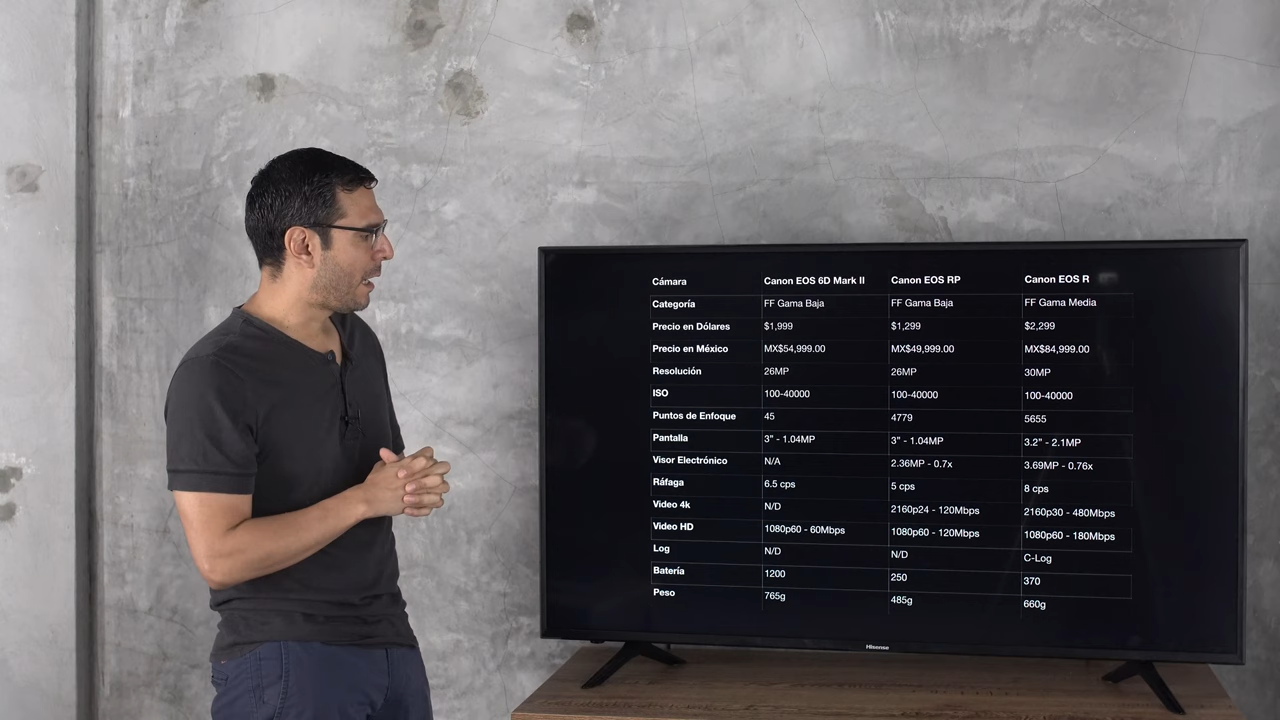 Cámara Canon EOS 6D Mark II Canon EOS RP Canon EOS R
Categoría FF Gama Baja FF Gama Baja FF Gama Media
Precio en Dólares $1,999 $1,299 $2,299
Precio en México MX$54,999.00 MX$49,999.00 MX$84,999.00
Resolución 26MP 26MP 30MP
ISO 100-40000 100-40000 100-40000
Puntos de Enfoque 45 4779 5655
Pantalla 3" - 1.04MP 3" - 1.04MP 3.2" - 2.1MP
Visor Electrónico N/A 2.36MP - 0.7x 3.69MP - 0.76x
Ráfaga 6.5 cps 5 cps 8 cps
Video 4k N/D 2160p24 - 120Mbps 2160p30 - 480Mbps
Video HD 1080p60 - 60Mbps 1080p60 - 120Mbps 1080p60 - 180Mbps
Log N/D N/D C-Log
Batería 1200 250 370
Peso 765g 485g 660g
Hisense